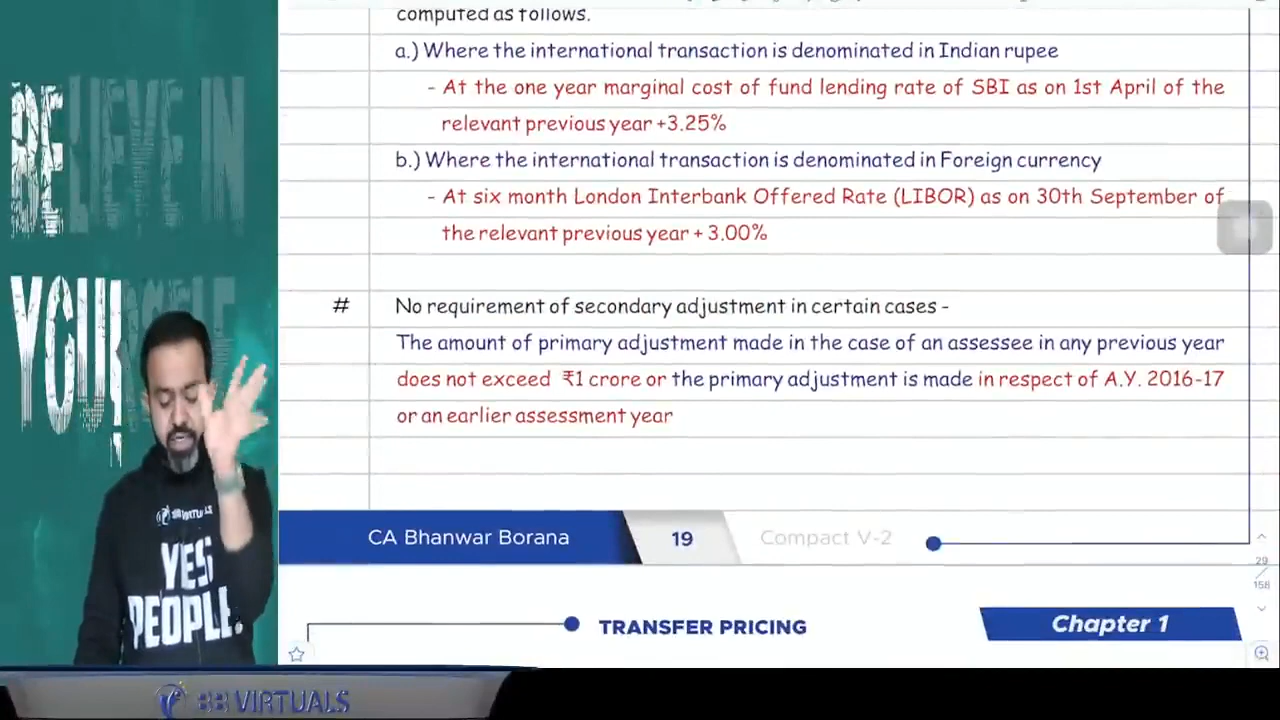 BELIEVE IN
YOURSELF
YES
PEOPLE.
computed as follows.
a.) Where the international transaction is denominated in Indian rupee
- At the one year marginal cost of fund lending rate of SBI as on 1st April of the
relevant previous year +3.25%
b.) Where the international transaction is denominated in Foreign currency
- At six month London Interbank Offered Rate (LIBOR) as on 30th September of
the relevant previous year + 3.00%
# No requirement of secondary adjustment in certain cases -
The amount of primary adjustment made in the case of an assessee in any previous year
does not exceed ₹1 crore or the primary adjustment is made in respect of A.Y. 2016-17
or an earlier assessment year
CA Bhanwar Borana 19 Compact V-2
29
/
158
TRANSFER PRICING Chapter 1
BB VIRTUALS